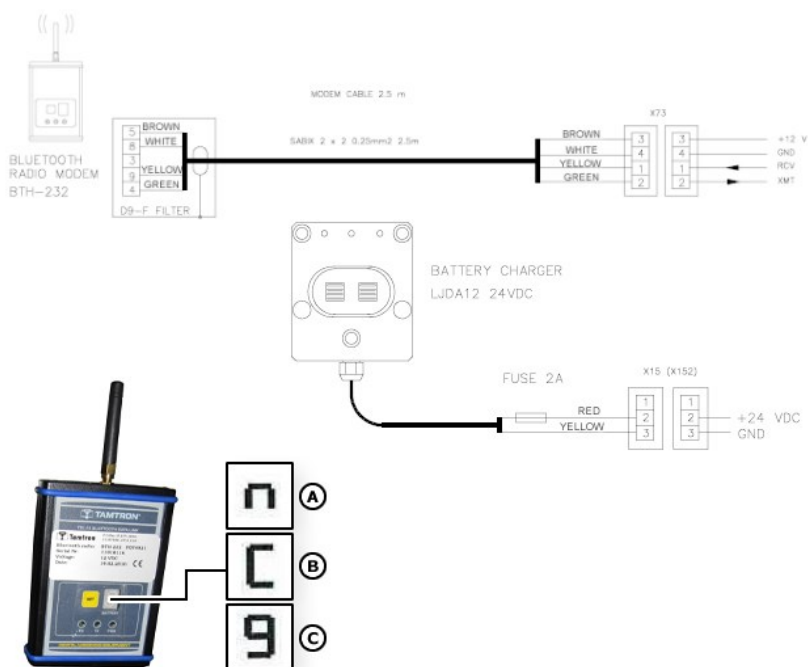 MODEM CABLE 2.5 m
X73
5 BROWN
8 WHITE
3
9 YELLOW
4 GREEN
SABIK 2 x 2 0.25mm2 2.5m
BROWN 3 3 +12 V
WHITE 4 4 GND
YELLOW 1 1 RCV
GREEN 2 2 XMT
BLUETOOTH
RADIO MODEM
BTH-232
D9-F FILTER
BATTERY CHARGER
LJDA12 24VDC
FUSE 2A
X15 (X152)
1 1
RED 2 2 +24 VDC
YELLOW 3 3 GND
TAMTRON
Tamtron
n A
C B
9 C